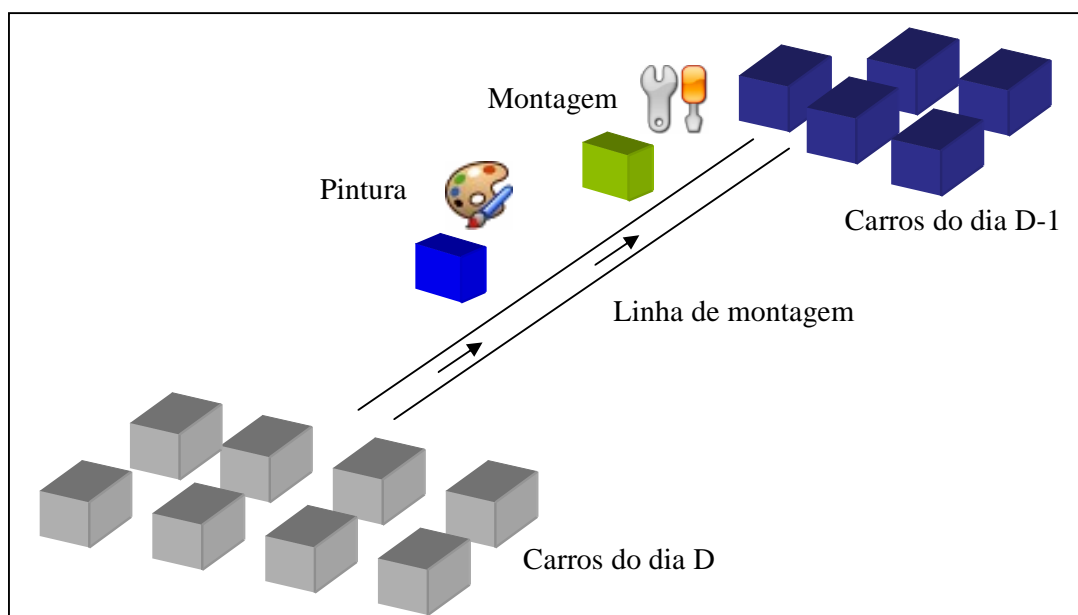 Montagem
Pintura
Carros do dia D-1
Linha de montagem
Carros do dia D